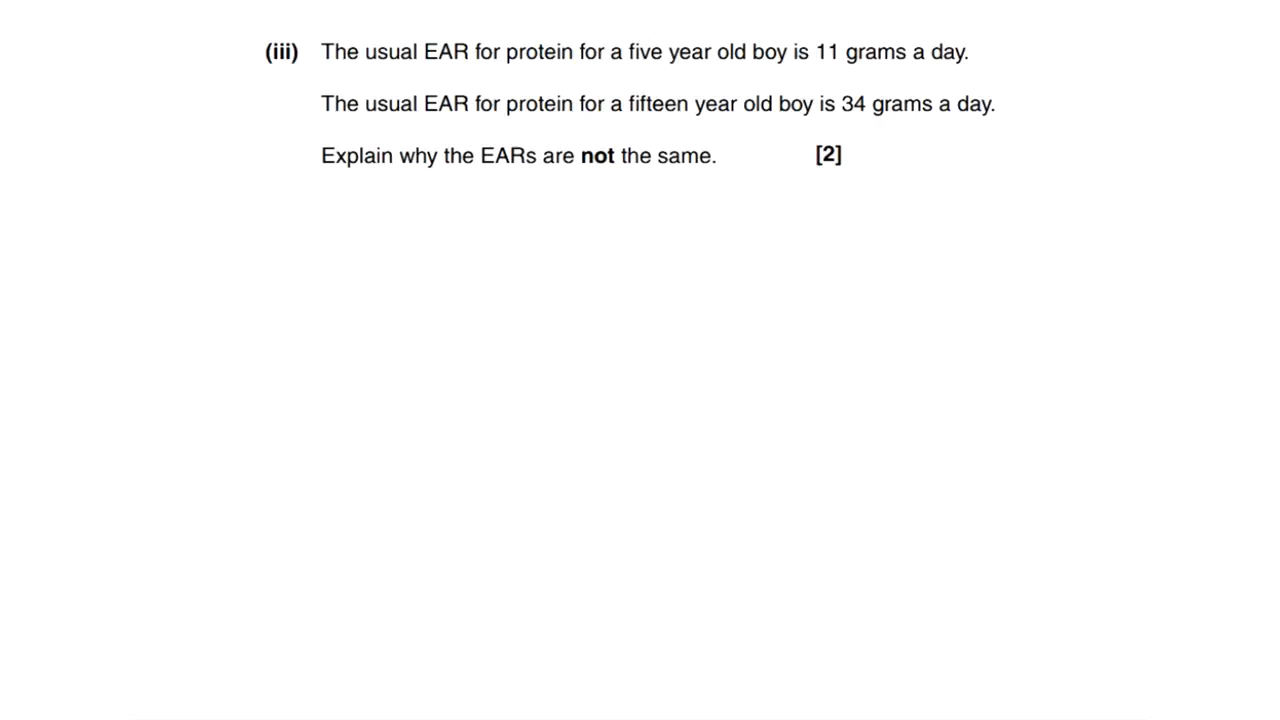 (iii) The usual EAR for protein for a five year old boy is 11 grams a day.
The usual EAR for protein for a fifteen year old boy is 34 grams a day.
Explain why the EARs are not the same. [2]